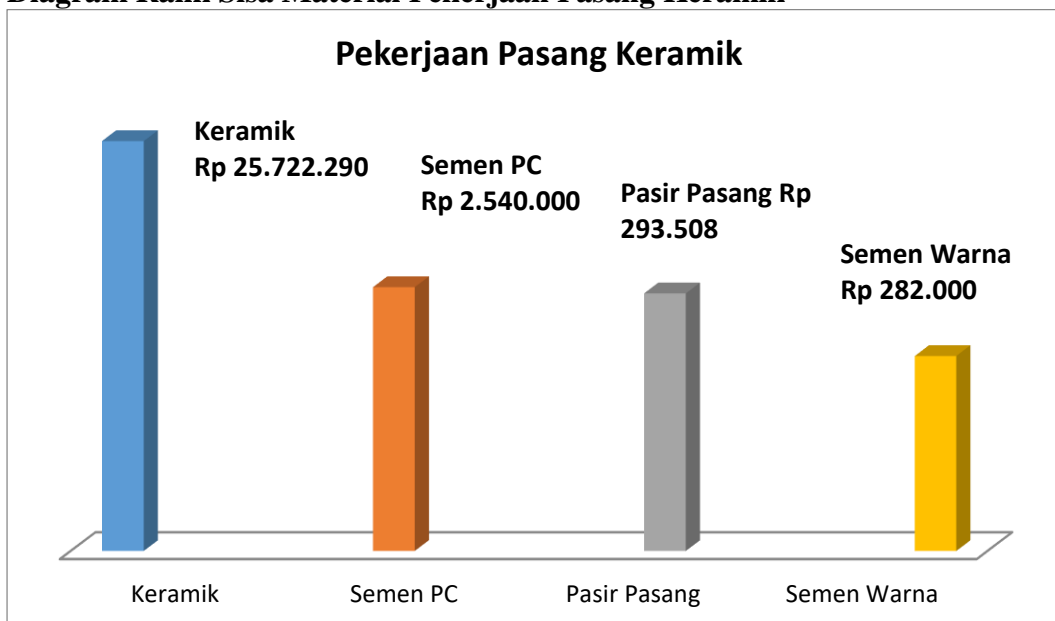 Pekerjaan Pasang Keramik
Keramik
Rp 25.722.290
Semen PC
Rp 2.540.000
Pasir Pasang Rp
293.508
Semen Warna
Rp 282.000
Keramik Semen PC Pasir Pasang Semen Warna